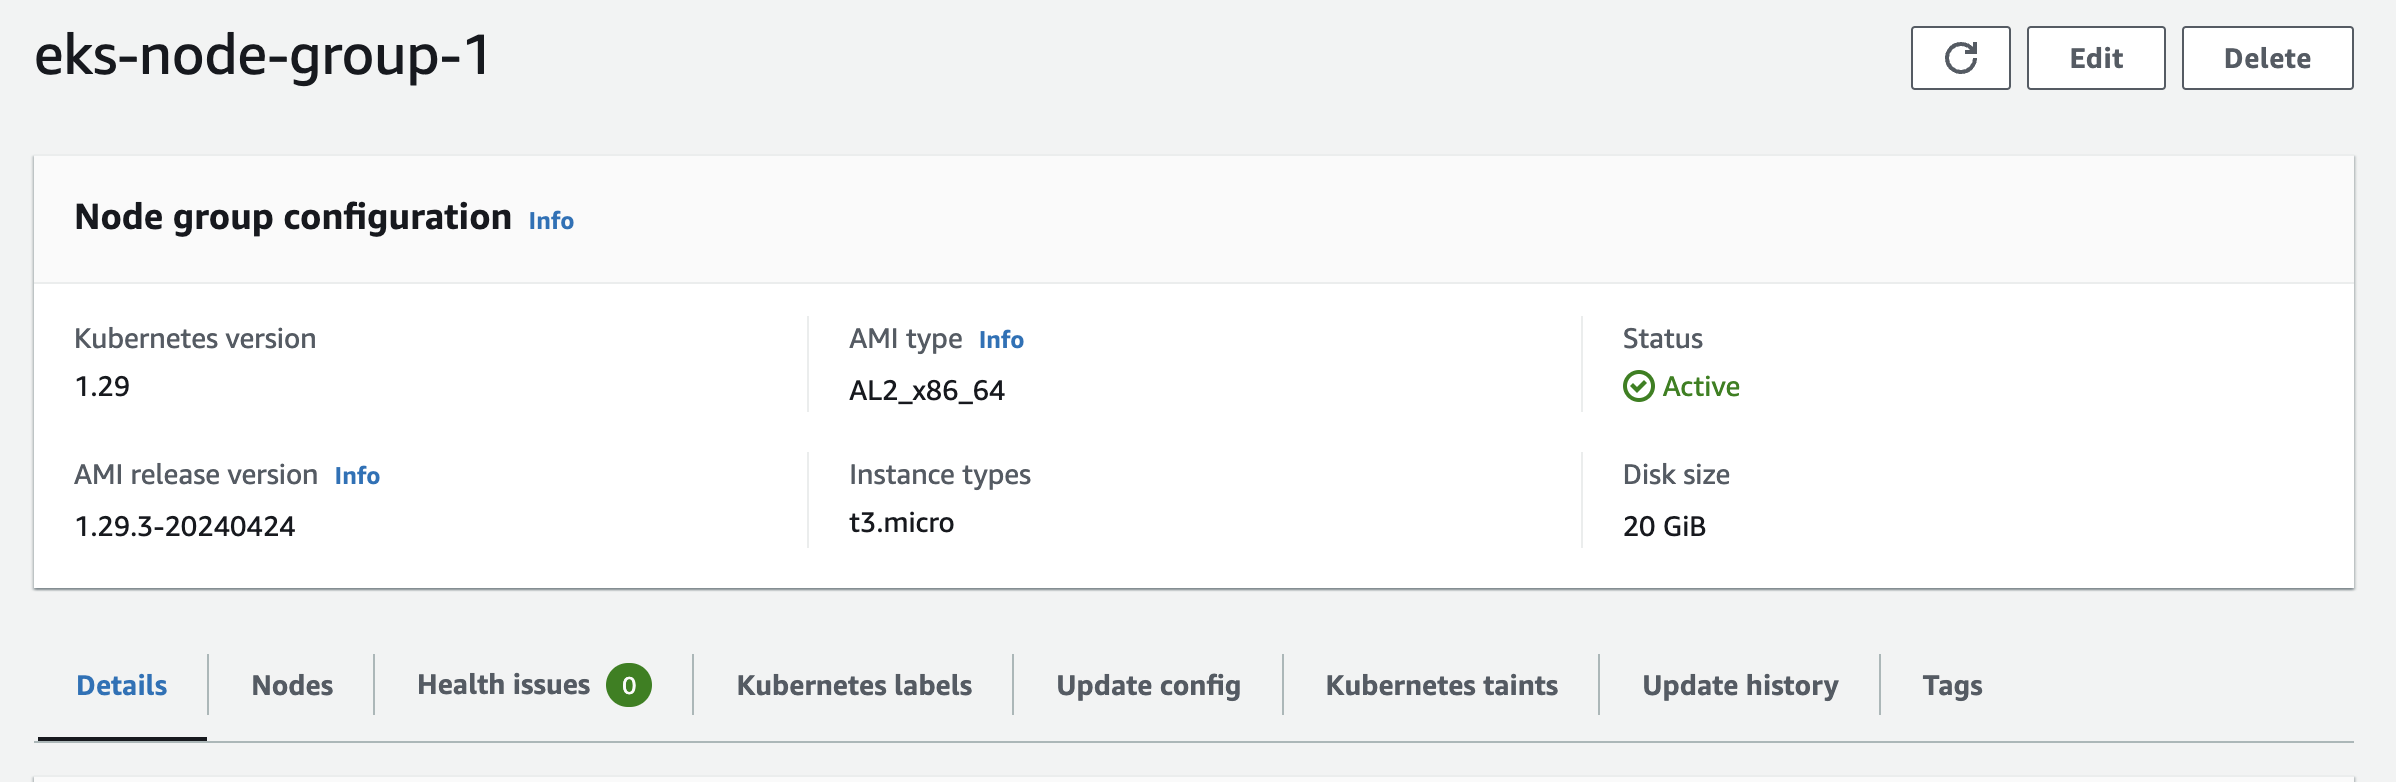 eks-node-group-1
Edit
Delete
Node group configuration Info
Kubernetes version
1.29
AMI type Info
AL2_x86_64
Status
Active
AMI release version Info
1.29.3-20240424
Instance types
t3.micro
Disk size
20 GiB
Details
Nodes
Health issues 0
Kubernetes labels
Update config
Kubernetes taints
Update history
Tags